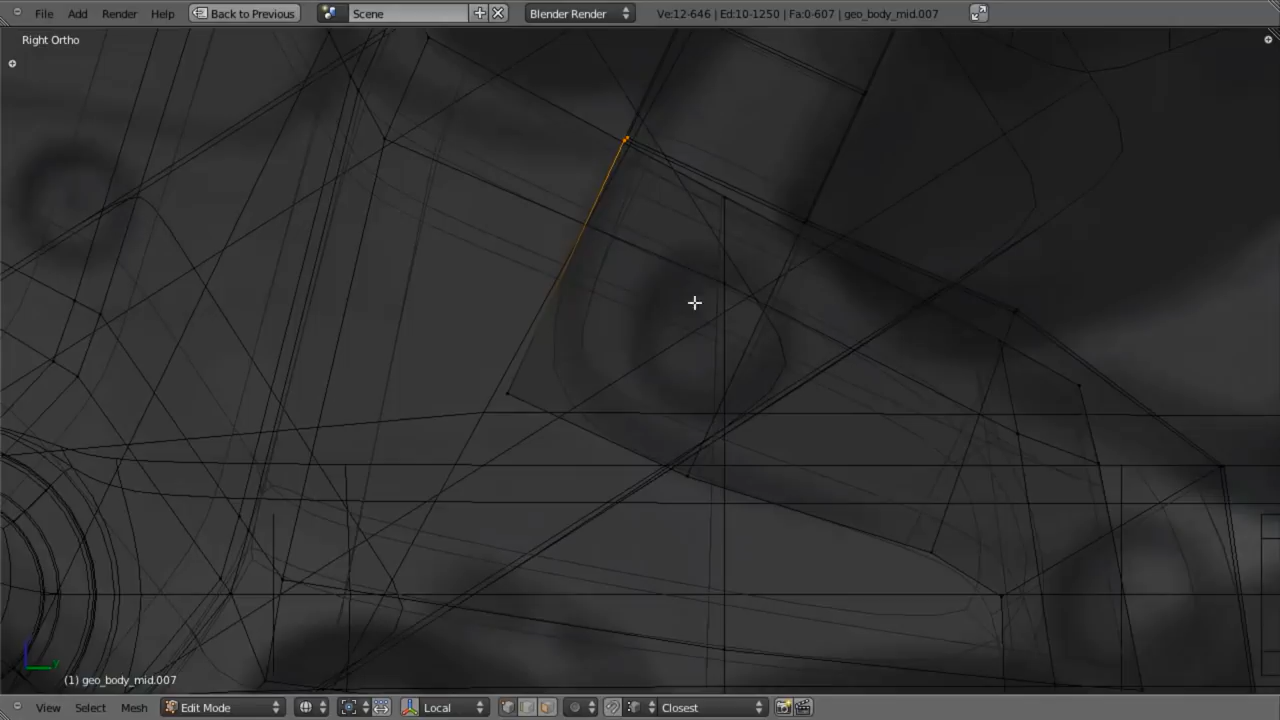 File Add Render Help Back to Previous Scene Blender Render Ve:12-646 | Ed:10-1250 | Fa:0-607 | geo_body_mid.007
Right Ortho
y
(1) geo_body_mid.007
View Select Mesh Edit Mode Local Closest